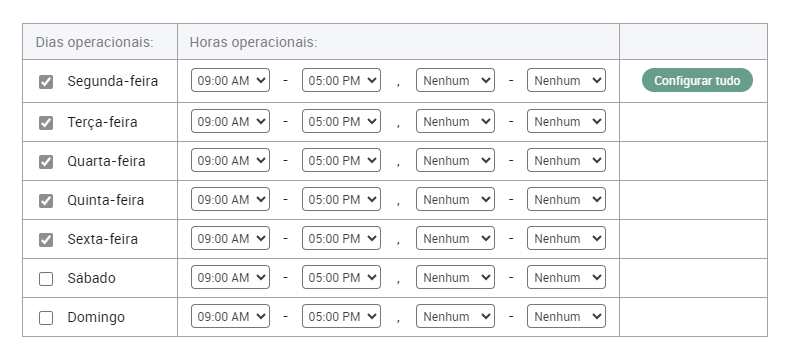 Dias operacionais: Horas operacionais:
Segunda-feira 09:00 AM - 05:00 PM , Nenhum - Nenhum Configurar tudo
Terça-feira 09:00 AM - 05:00 PM , Nenhum - Nenhum
Quarta-feira 09:00 AM - 05:00 PM , Nenhum - Nenhum
Quinta-feira 09:00 AM - 05:00 PM , Nenhum - Nenhum
Sexta-feira 09:00 AM - 05:00 PM , Nenhum - Nenhum
Sábado 09:00 AM - 05:00 PM , Nenhum - Nenhum
Domingo 09:00 AM - 05:00 PM , Nenhum - Nenhum